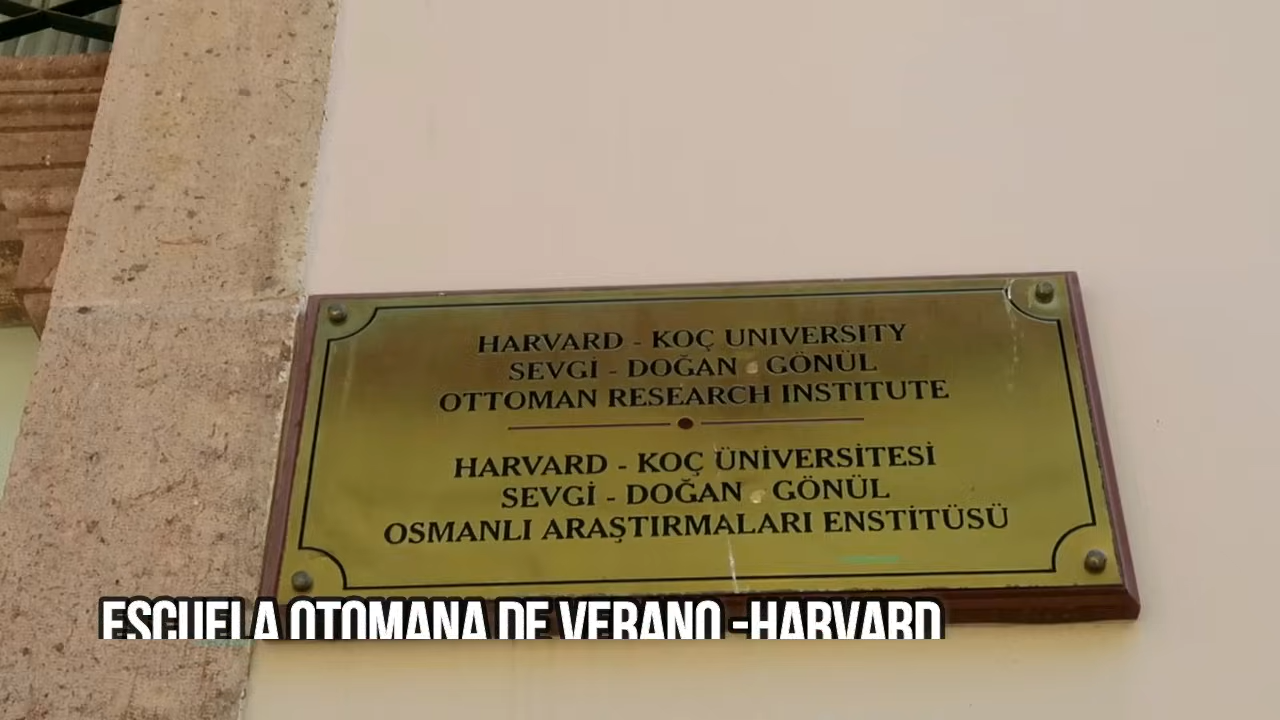 HARVARD - KOÇ UNIVERSITY
SEVGİ - DOĞAN GÖNÜL
OTTOMAN RESEARCH INSTITUTE
HARVARD - KOÇ ÜNİVERSİTESİ
SEVGİ - DOĞAN GÖNÜL
OSMANLI ARAŞTIRMALARI ENSTİTÜSÜ
ESCUELA OTOMANA DE VERANO -HARVARD